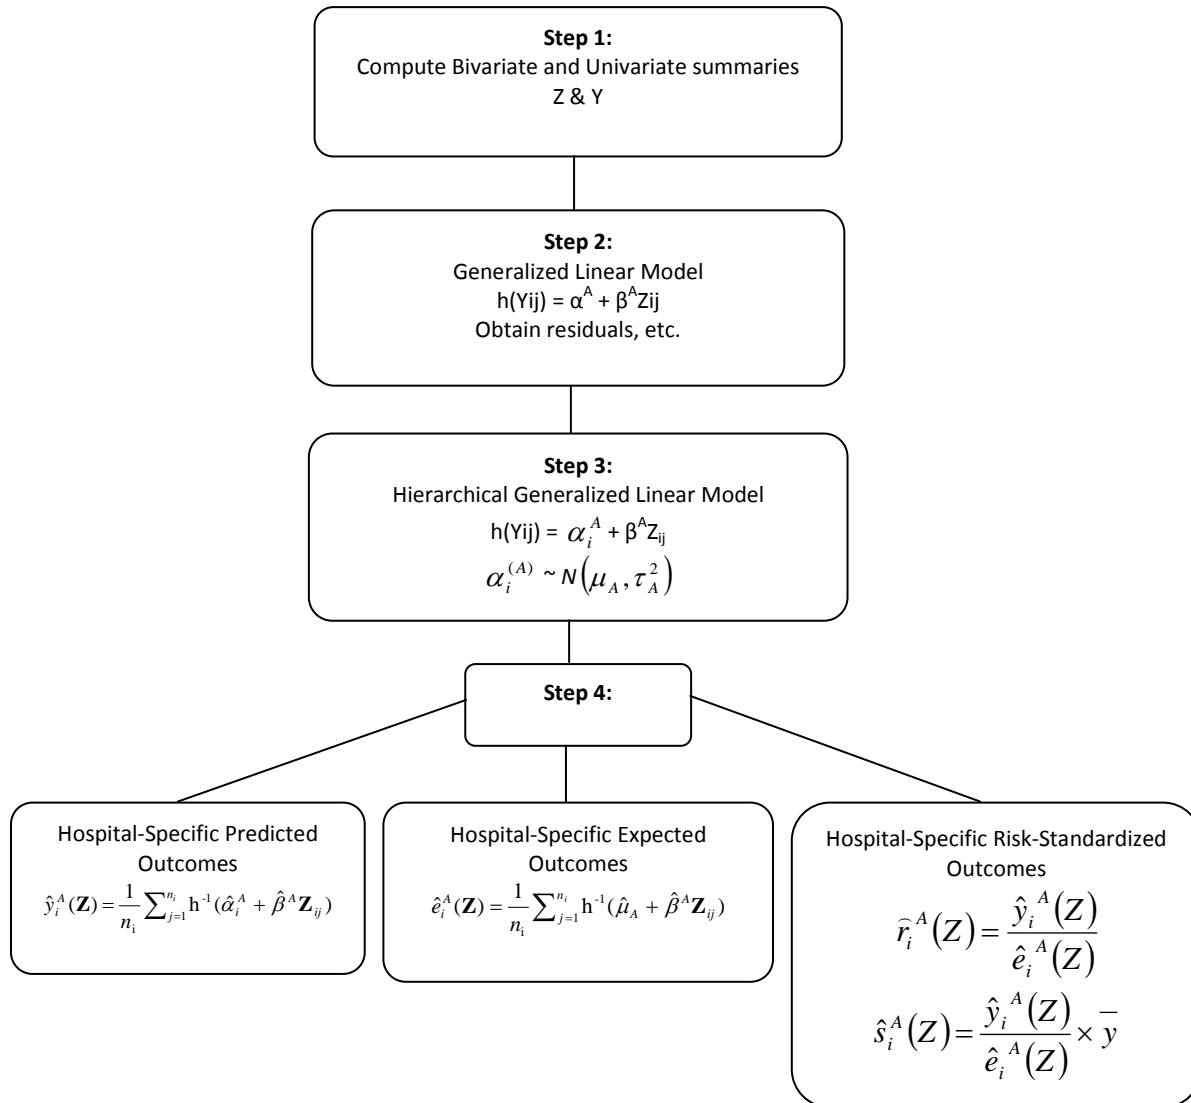 Step 1:
Compute Bivariate and Univariate summaries
Z & Y
Step 2:
Generalized Linear Model
h(Yij) = α^A + β^AZij
Obtain residuals, etc.
Step 3:
Hierarchical Generalized Linear Model
h(Yij) = α_i^A + β^AZ_ij
α_i^(A) ~ N(μ_A, τ_A^2)
Step 4:
Hospital-Specific Predicted
Outcomes
ŷ_i^A(Z) = 1/n_i ∑_{j=1}^{n_i} h^-1(α̂_i^A + β̂^A Z_ij)
Hospital-Specific Expected
Outcomes
ê_i^A(Z) = 1/n_i ∑_{j=1}^{n_i} h^-1(μ̂_A + β̂^A Z_ij)
Hospital-Specific Risk-Standardized
Outcomes
r̂_i^A(Z) = ŷ_i^A(Z) / ê_i^A(Z)
ŝ_i^A(Z) = ŷ_i^A(Z) / ê_i^A(Z) × ȳ